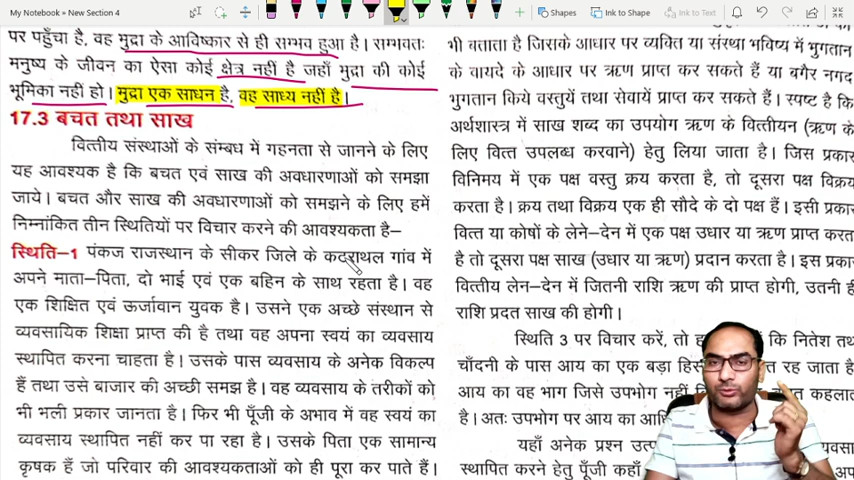 My Notebook » New Section 4
Shapes
Ink to Shape
Ink to Text
पर पहुँचा है, वह मुद्रा के आविष्कार से ही सम्भव हुआ है। सम्भवतः
मनुष्य के जीवन का ऐसा कोई क्षेत्र नहीं है जहाँ मुद्रा की कोई
भूमिका नहीं हो। मुद्रा एक साधन है, वह साध्य नहीं है।
17.3 बचत तथा साख
वित्तीय संस्थाओं के संम्बध में गहनता से जानने के लिए
यह आवश्यक है कि बचत एवं साख की अवधारणाओं को समझा
जाये। बचत और साख की अवधारणाओं को समझने के लिए हमें
निम्नांकित तीन स्थितियों पर विचार करने की आवश्यकता है–
स्थिति–1 पंकज राजस्थान के सीकर जिले के कटराथल गांव में
अपने माता–पिता, दो भाई एवं एक बहिन के साथ रहता है। वह
एक शिक्षित एवं ऊर्जावान युवक है। उसने एक अच्छे संस्थान से
व्यवसायिक शिक्षा प्राप्त की है तथा वह अपना स्वयं का व्यवसाय
स्थापित करना चाहता है। उसके पास व्यवसाय के अनेक विकल्प
हैं तथा उसे बाजार की अच्छी समझ है। वह व्यवसाय के तरीकों को
भी भली प्रकार जानता है। फिर भी पूँजी के अभाव में वह स्वयं का
व्यवसाय स्थापित नहीं कर पा रहा है। उसके पिता एक सामान्य
कृषक हैं जो परिवार की आवश्यकताओं को ही पूरा कर पाते हैं।
भी बताता है जिसके आधार पर व्यक्ति या संस्था भविष्य में भुगतान
के वायदे के आधार पर ऋण प्राप्त कर सकते हैं या बगैर नगद
भुगतान किये वस्तुयें तथा सेवायें प्राप्त कर सकते हैं। स्पष्ट है कि
अर्थशास्त्र में साख शब्द का उपयोग ऋण के वित्तीयन (ऋण के
लिए वित्त उपलब्ध करवाने) हेतु लिया जाता है। जिस प्रकार
विनिमय में एक पक्ष वस्तु क्रय करता है, तो दूसरा पक्ष विक्रय
करता है। क्रय तथा विक्रय एक ही सौदे के दो पक्ष हैं। इसी प्रकार
वित्त या कोषों के लेन–देन में एक पक्ष उधार या ऋण प्राप्त करता
है तो दूसरा पक्ष साख (उधार या ऋण) प्रदान करता है। इस प्रकार
वित्तीय लेन–देन में जितनी राशि ऋण की प्राप्त होगी, उतनी ही
राशि प्रदत साख की होगी।
स्थिति 3 पर विचार करें, तो कि नितेश
चाँदनी के पास आय का एक बड़ा रह जाता है
आय का वह भाग जिसे उपभोग नहीं
है। अतः उपभोग पर आय का
यहाँ अनेक प्रश्न
स्थापित करने हेतु पूँजी कहाँ